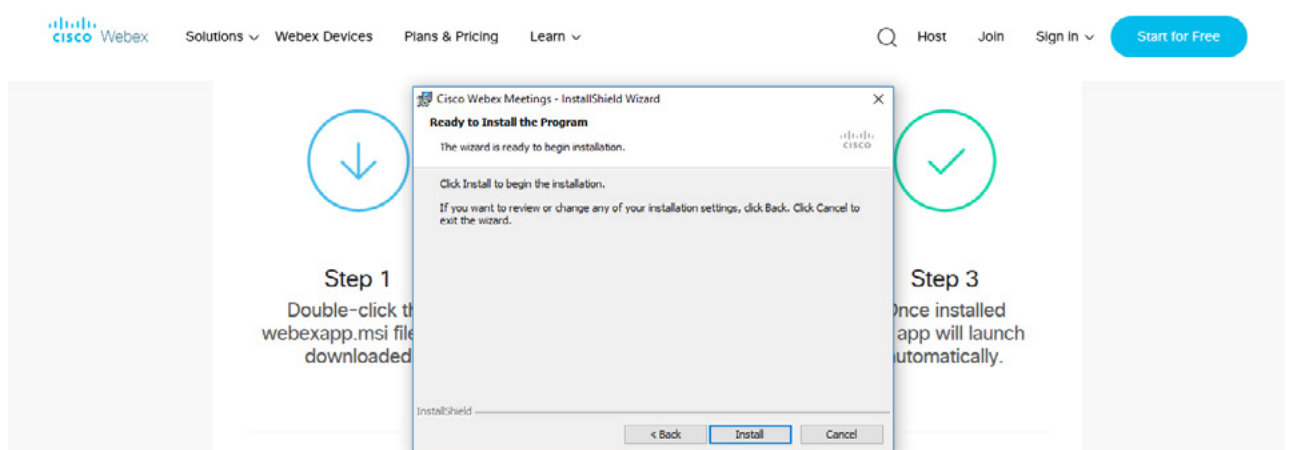 cisco Webex Solutions Webex Devices Plans & Pricing Learn Host Join Sign in Start for Free
Cisco Webex Meetings - InstallShield Wizard
Ready to Install the Program
The wizard is ready to begin installation.
cisco
Click Install to begin the installation.
If you want to review or change any of your installation settings, click Back. Click Cancel to
exit the wizard.
InstallShield
< Back Install Cancel
Step 1
Double-click
webexapp.msi
downloaded
Step 3
installed
app will launch